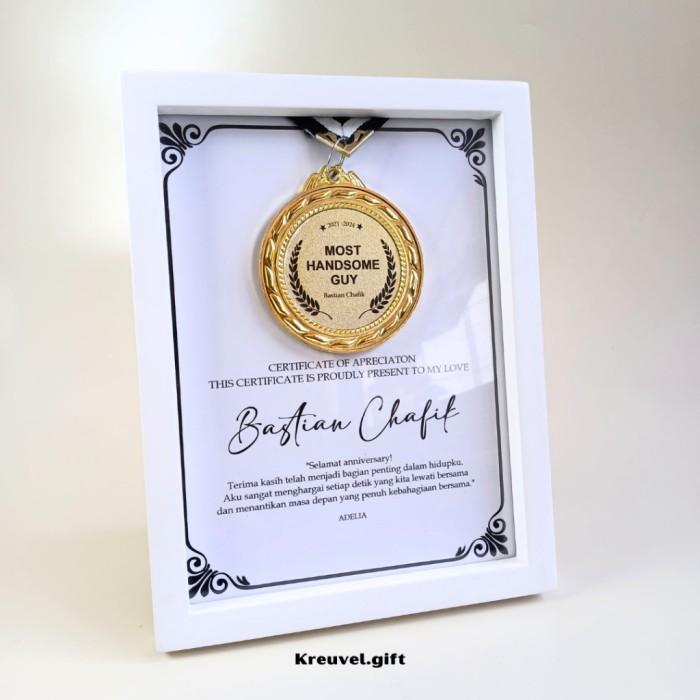 ★ 2021 -2024 ★
MOST
HANDSOME
GUY
Bastian Chafik
CERTIFICATE OF APRECIATON
THIS CERTIFICATE IS PROUDLY PRESENT TO MY LOVE
Bastian Chafik
"Selamat anniversary!
Terima kasih telah menjadi bagian penting dalam hidupku.
Aku sangat menghargai setiap detik yang kita lewati bersama
dan menantikan masa depan yang penuh kebahagiaan bersama."
ADELIA
Kreuvel.gift